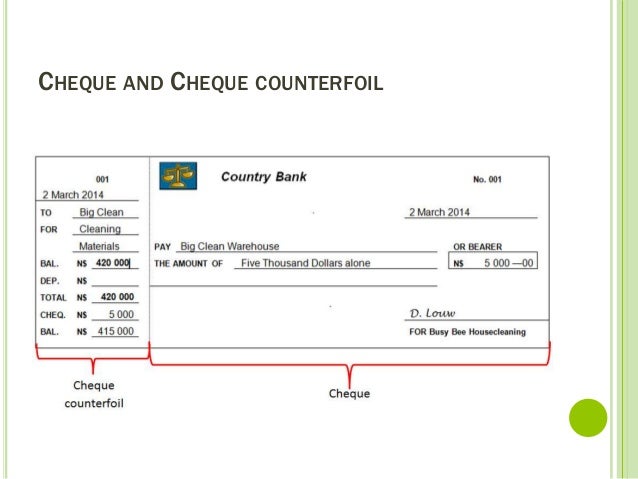 CHEQUE AND CHEQUE COUNTERFOIL
001
2 March 2014
TO Big Clean
FOR Cleaning
Materials
BAL. N$ 420 000
DEP. N$
TOTAL N$ 420 000
CHEQ. N$ 5 000
BAL. N$ 415 000
Country Bank No. 001
2 March 2014
PAY Big Clean Warehouse OR BEARER
THE AMOUNT OF Five Thousand Dollars alone N$ 5 000—00
D. Louw
FOR Busy Bee Housecleaning
Cheque
counterfoil
Cheque